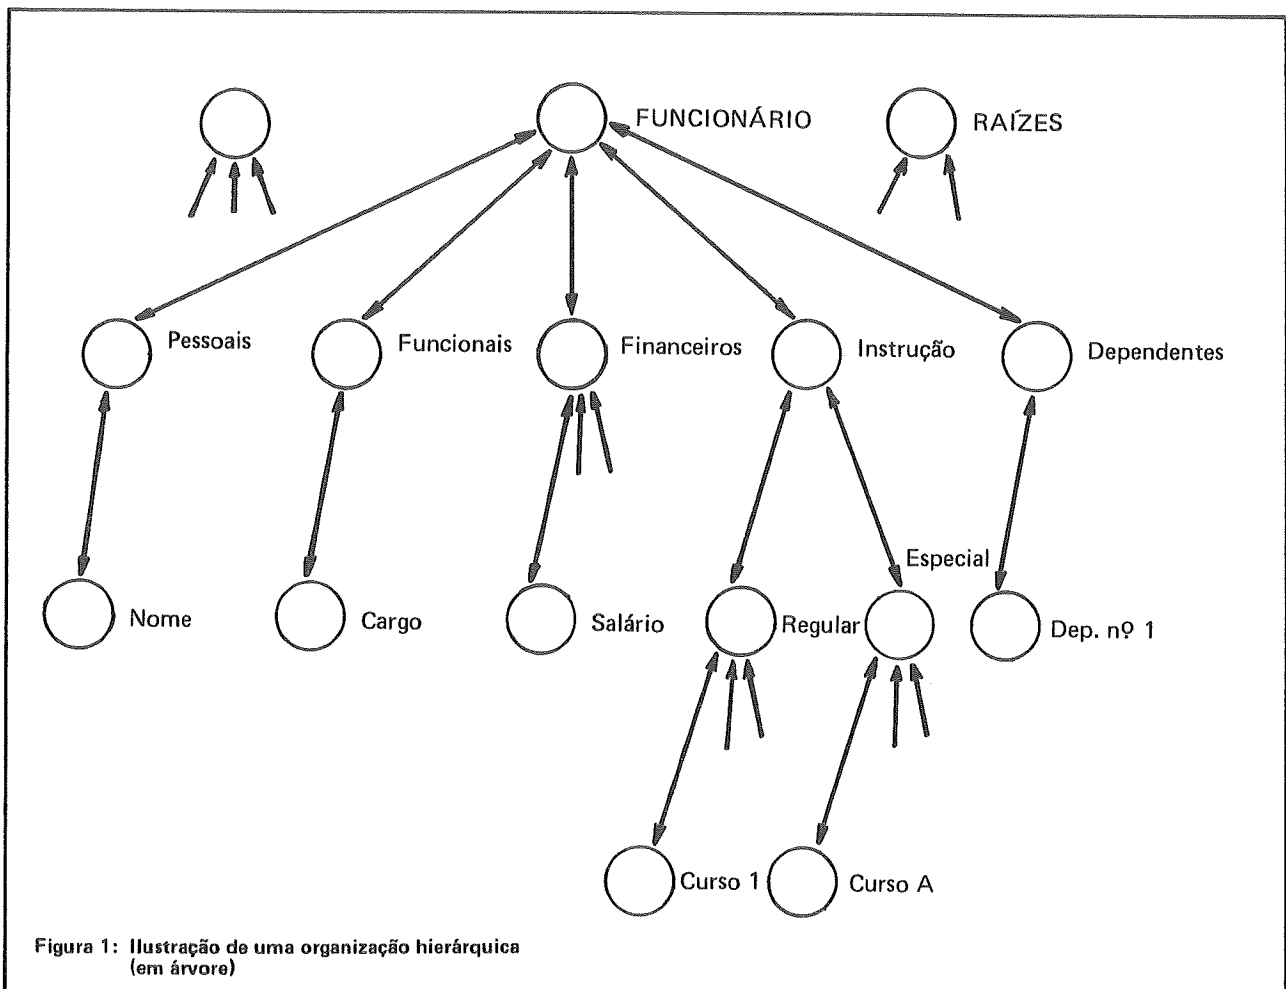 FUNCIONÁRIO
RAÍZES
Pessoais
Funcionais
Financeiros
Instrução
Dependentes
Especial
Nome
Cargo
Salário
Regular
Dep. nº 1
Curso 1
Curso A
Figura 1: Ilustração de uma organização hierárquica
(em árvore)